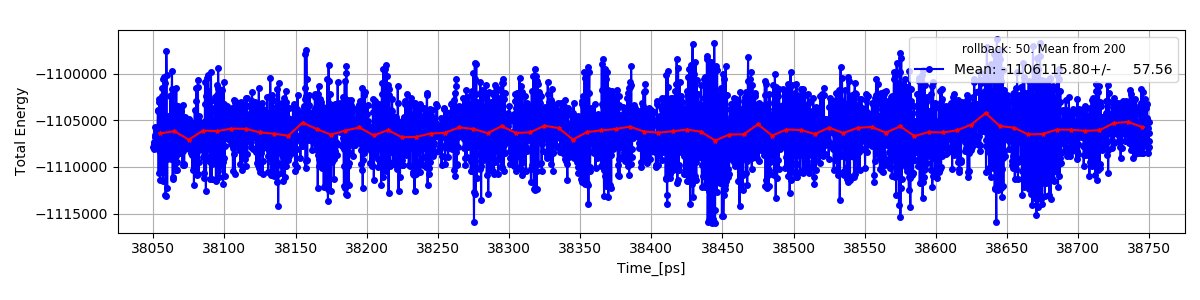 rollback: 50. Mean from 200
Mean: -1106115.80+/- 57.56
Total Energy
−1100000
−1105000
−1110000
−1115000
38050 38100 38150 38200 38250 38300 38350 38400 38450 38500 38550 38600 38650 38700 38750
Time_[ps]